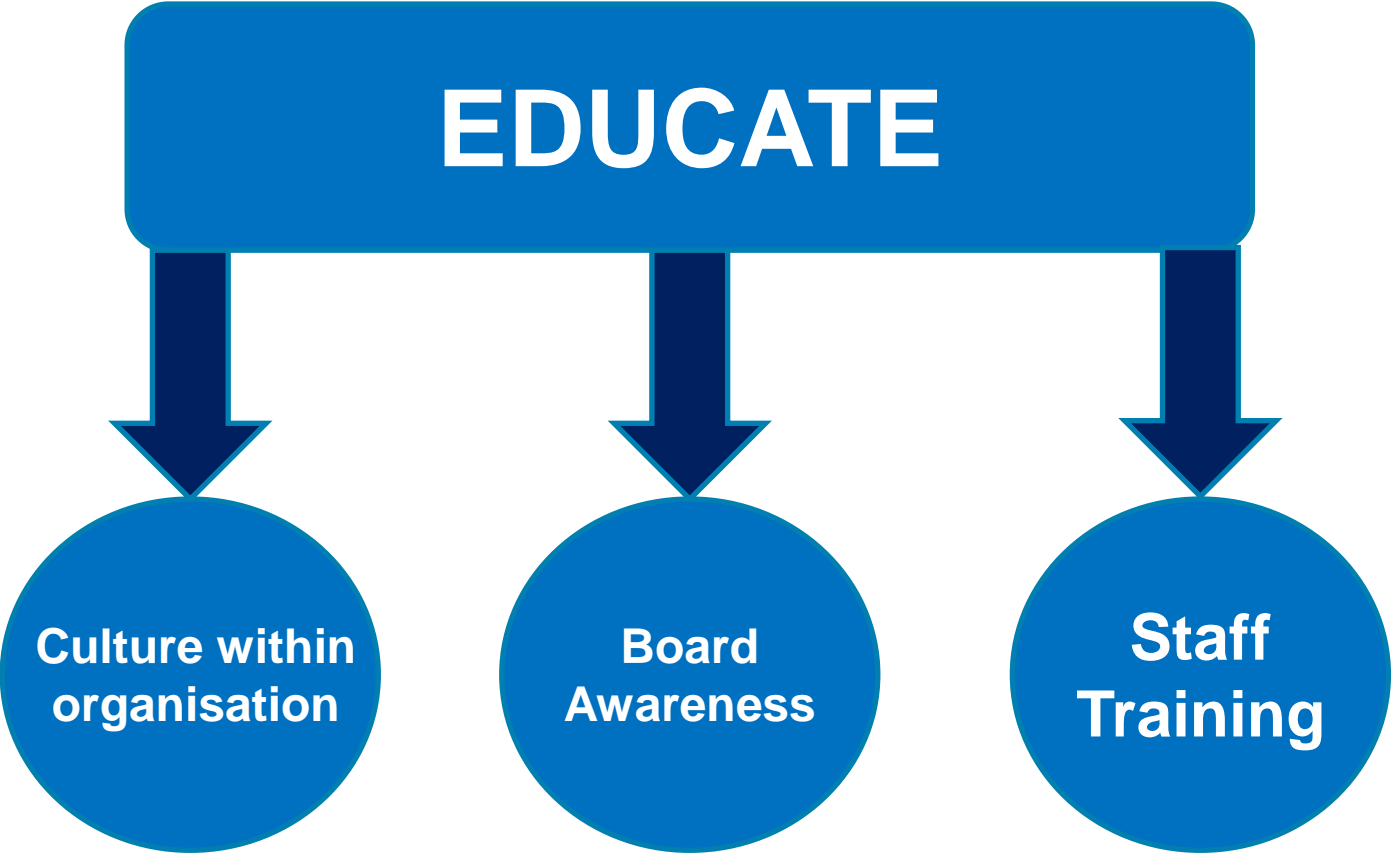 EDUCATE
Culture within
organisation
Board
Awareness
Staff
Training